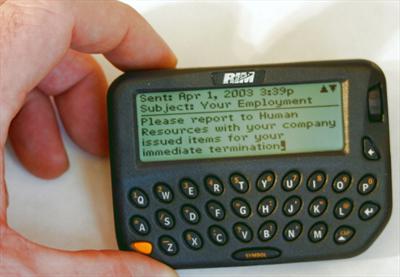 RIM
Sent: Apr 1, 2003 3:39p
Subject: Your Employment
Please report to Human
Resources with your company
issued items for your
immediate termination
Q W E R T Y U I O P
A S D F G H J K L
Z X C V B N M CAP
SYMBOL